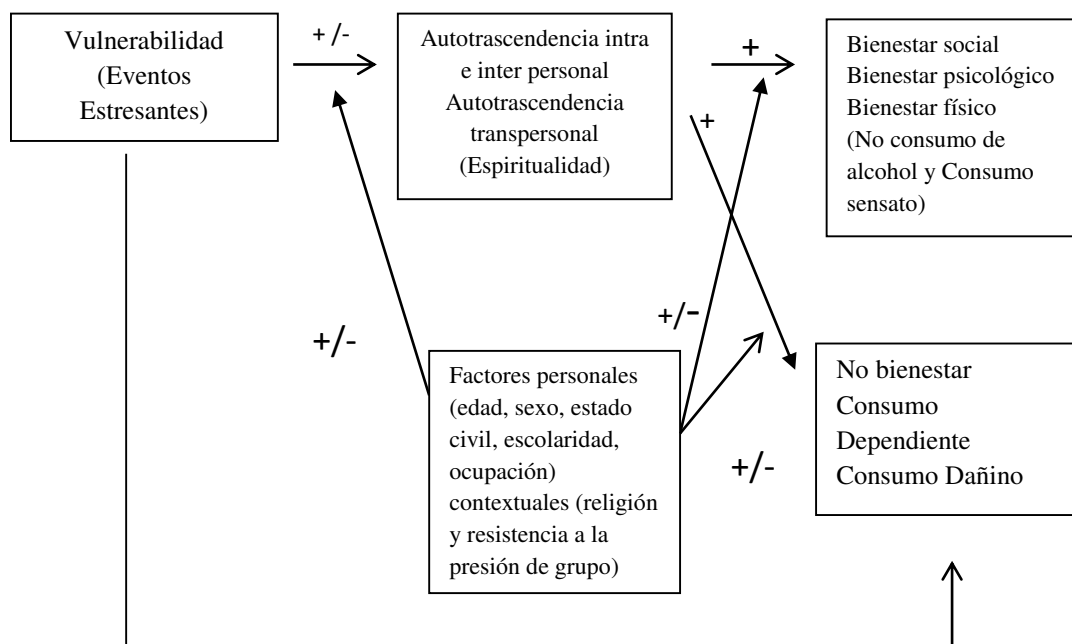 Vulnerabilidad
(Eventos
Estresantes)
+ /-
Autotrascendencia intra
e inter personal
Autotrascendencia
transpersonal
(Espiritualidad)
+
+
Bienestar social
Bienestar psicológico
Bienestar físico
(No consumo de
alcohol y Consumo
sensato)
+/-
+/-
Factores personales
(edad, sexo, estado
civil, escolaridad,
ocupación)
contextuales (religión
y resistencia a la
presión de grupo)
+/-
No bienestar
Consumo
Dependiente
Consumo Dañino